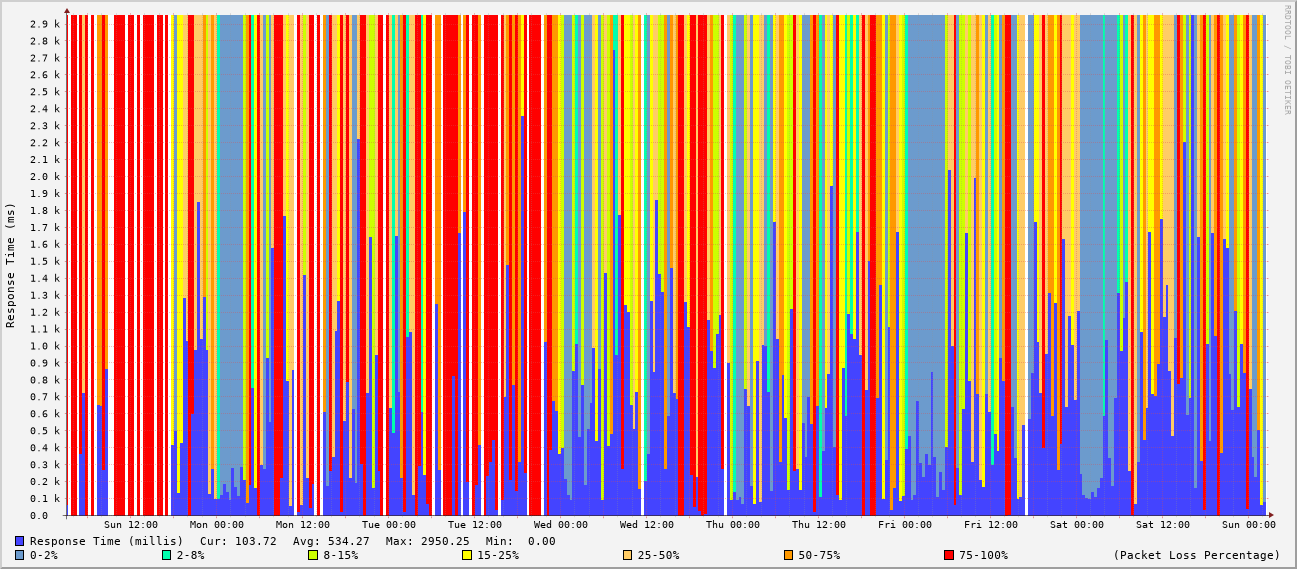 RRDTOOL / TOBI OETIKER
Response Time (ms)
2.9 k
2.8 k
2.7 k
2.6 k
2.5 k
2.4 k
2.3 k
2.2 k
2.1 k
2.0 k
1.9 k
1.8 k
1.7 k
1.6 k
1.5 k
1.4 k
1.3 k
1.2 k
1.1 k
1.0 k
0.9 k
0.8 k
0.7 k
0.6 k
0.5 k
0.4 k
0.3 k
0.2 k
0.1 k
0.0
Sun 12:00 Mon 00:00 Mon 12:00 Tue 00:00 Tue 12:00 Wed 00:00 Wed 12:00 Thu 00:00 Thu 12:00 Fri 00:00 Fri 12:00 Sat 00:00 Sat 12:00 Sun 00:00
Response Time (millis) Cur: 103.72 Avg: 534.27 Max: 2950.25 Min: 0.00
0-2% 2-8% 8-15% 15-25% 25-50% 50-75% 75-100% (Packet Loss Percentage)